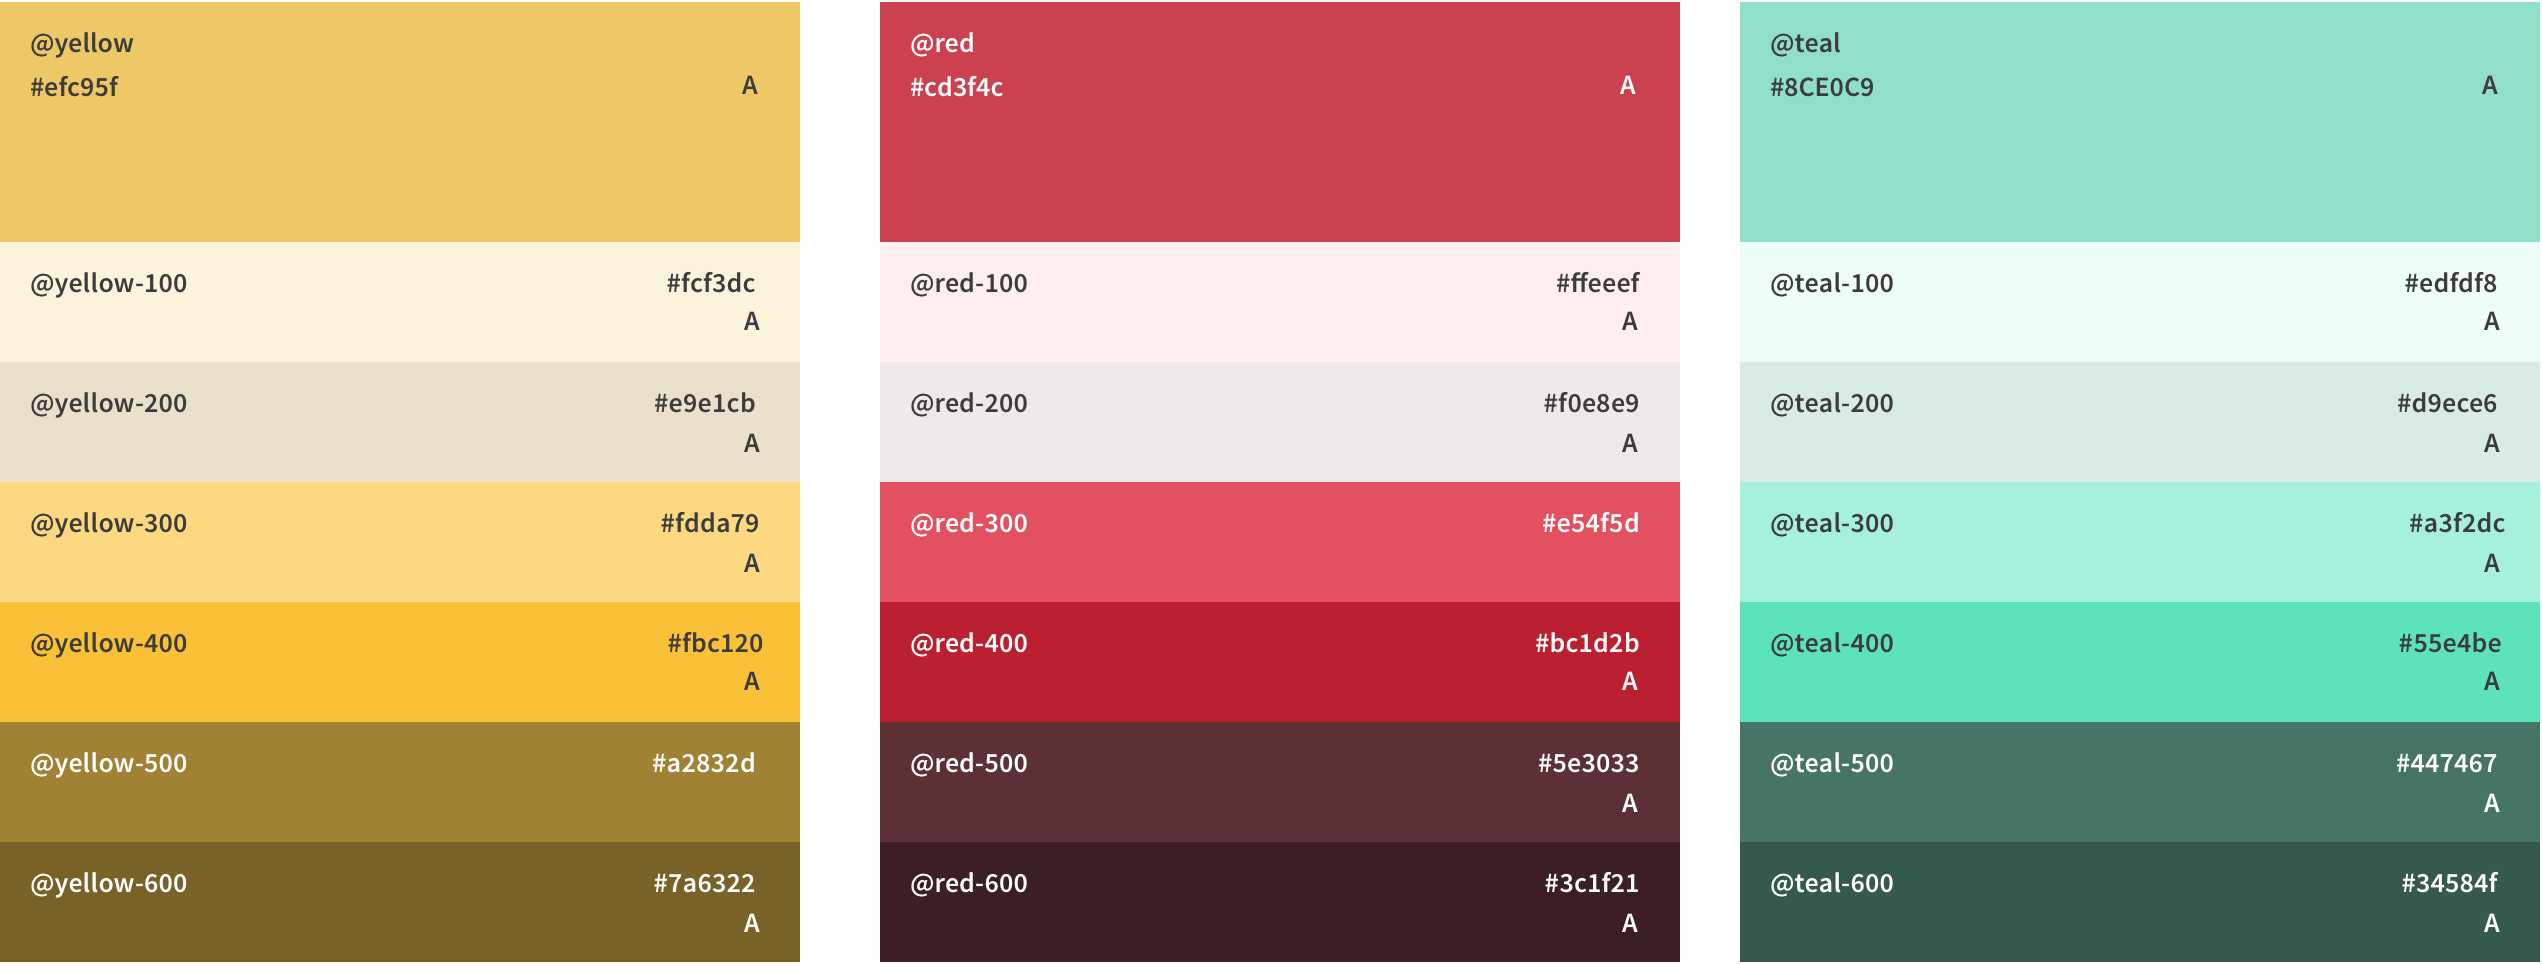 @yellow
#efc95f A
@yellow-100 #fcf3dc
A
@yellow-200 #e9e1cb
A
@yellow-300 #fdda79
A
@yellow-400 #fbc120
A
@yellow-500 #a2832d
@yellow-600 #7a6322
A
@red
#cd3f4c A
@red-100 #ffeeef
A
@red-200 #f0e8e9
A
@red-300 #e54f5d
@red-400 #bc1d2b
A
@red-500 #5e3033
A
@red-600 #3c1f21
A
@teal
#8CE0C9 A
@teal-100 #edfdf8
A
@teal-200 #d9ece6
A
@teal-300 #a3f2dc
A
@teal-400 #55e4be
A
@teal-500 #447467
A
@teal-600 #34584f
A